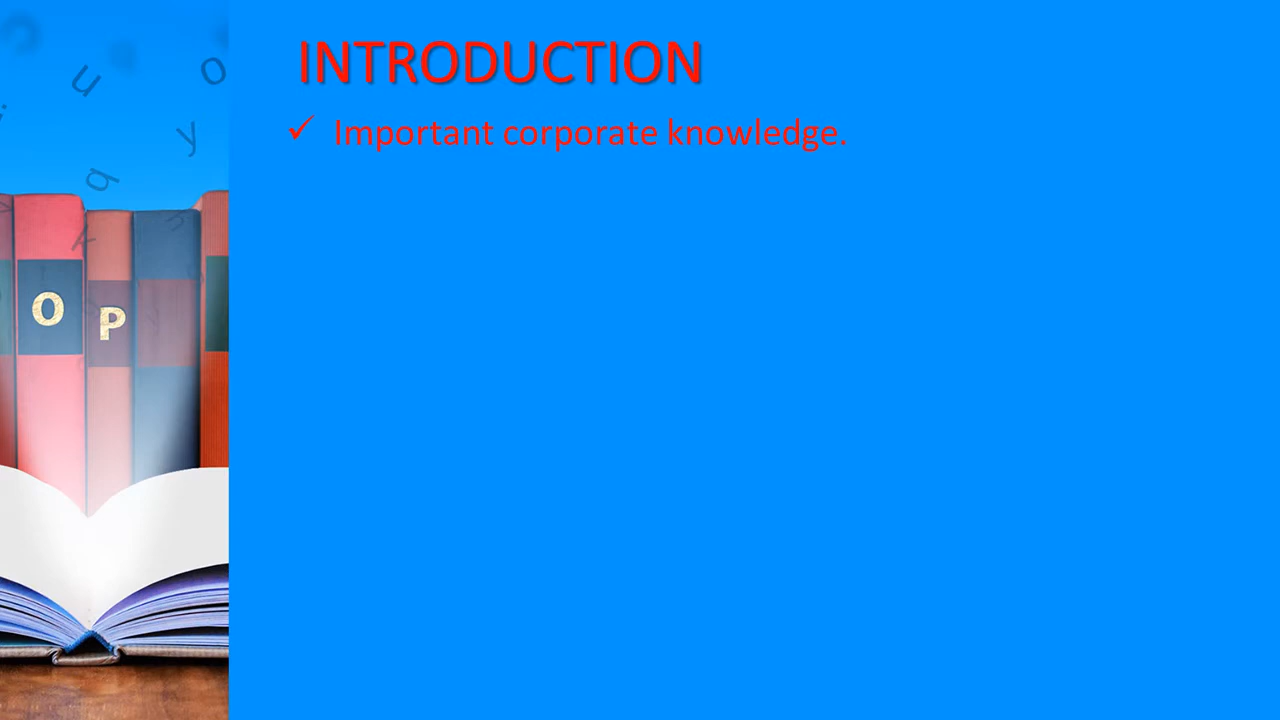 INTRODUCTION
✓ Important corporate knowledge.
u
o
y
q
k
h
O
P